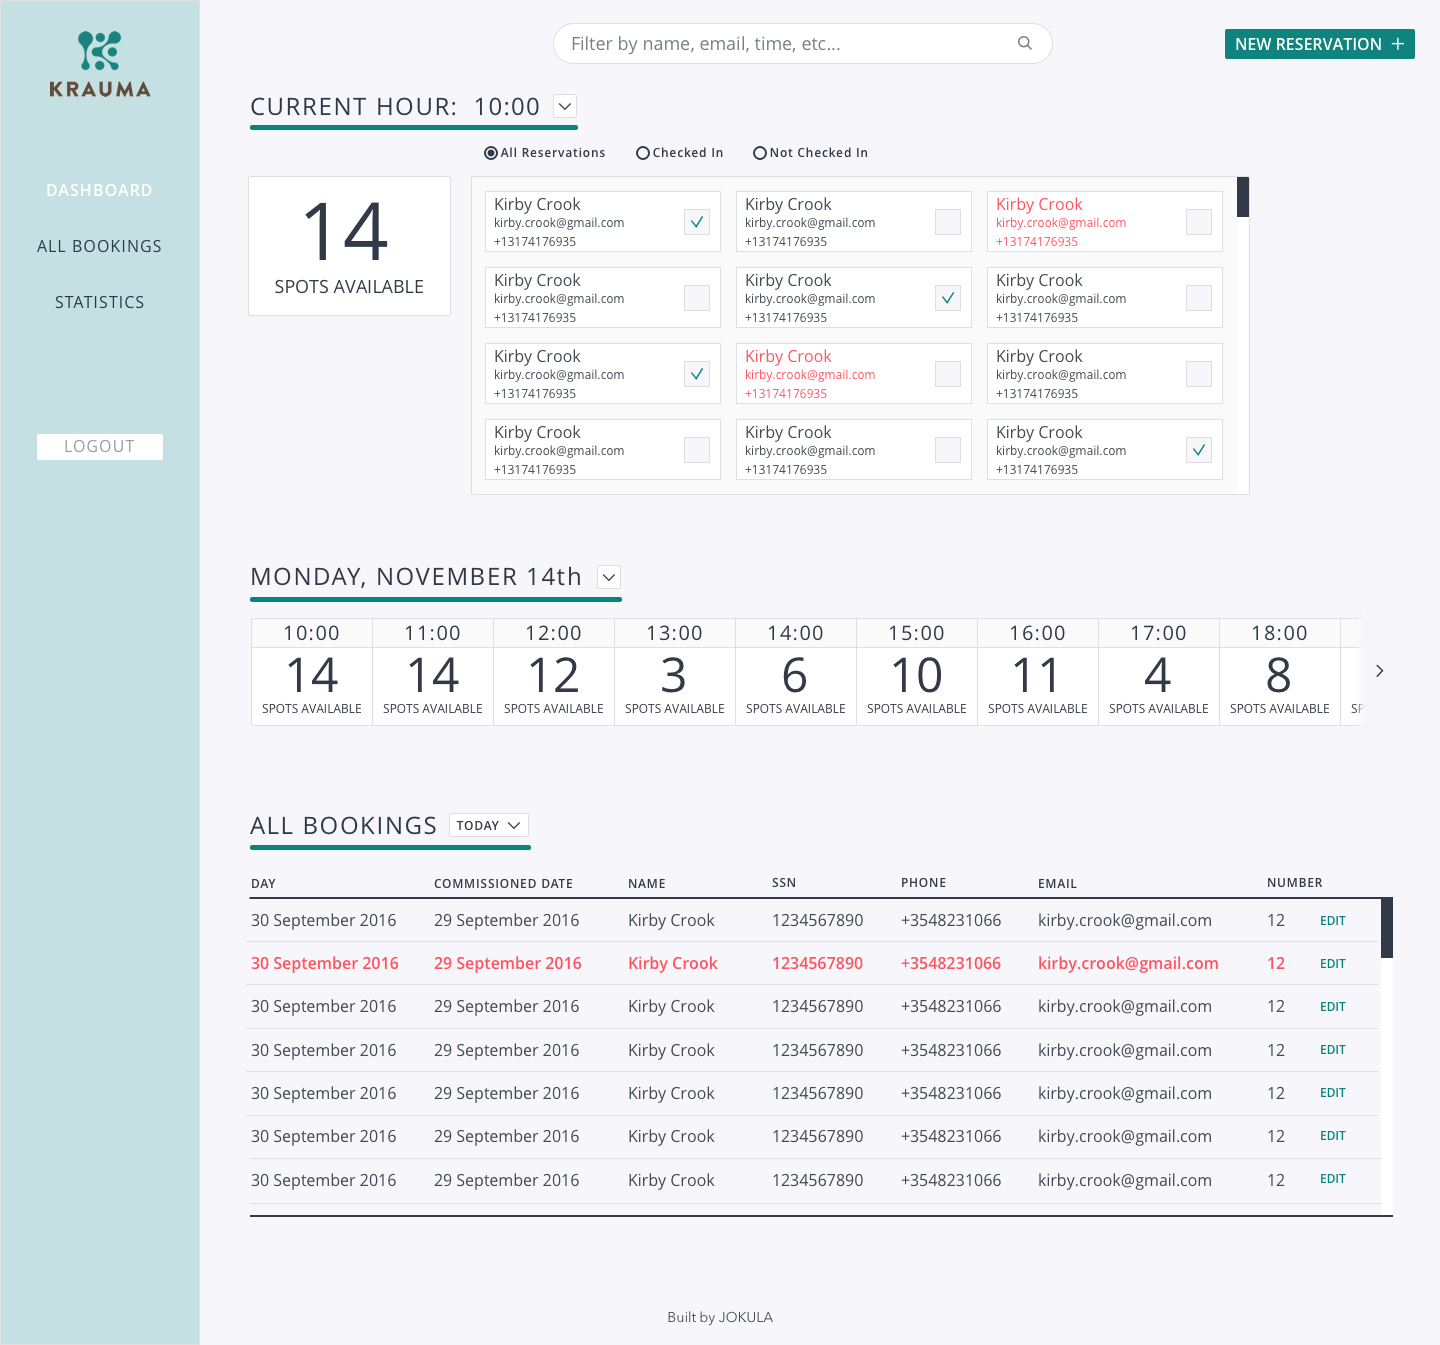 KRAUMA
DASHBOARD
ALL BOOKINGS
STATISTICS
LOGOUT
Filter by name, email, time, etc...
NEW RESERVATION +
CURRENT HOUR: 10:00
All Reservations Checked In Not Checked In
14
SPOTS AVAILABLE
Kirby Crook Kirby Crook Kirby Crook
kirby.crook@gmail.com kirby.crook@gmail.com kirby.crook@gmail.com
+13174176935 +13174176935 +13174176935
Kirby Crook Kirby Crook Kirby Crook
kirby.crook@gmail.com kirby.crook@gmail.com kirby.crook@gmail.com
+13174176935 +13174176935 +13174176935
Kirby Crook Kirby Crook Kirby Crook
kirby.crook@gmail.com kirby.crook@gmail.com kirby.crook@gmail.com
+13174176935 +13174176935 +13174176935
Kirby Crook Kirby Crook Kirby Crook
kirby.crook@gmail.com kirby.crook@gmail.com kirby.crook@gmail.com
+13174176935 +13174176935 +13174176935
MONDAY, NOVEMBER 14th
10:00 11:00 12:00 13:00 14:00 15:00 16:00 17:00 18:00
14 14 12 3 6 10 11 4 8
SPOTS AVAILABLE SPOTS AVAILABLE SPOTS AVAILABLE SPOTS AVAILABLE SPOTS AVAILABLE SPOTS AVAILABLE SPOTS AVAILABLE SPOTS AVAILABLE SPOTS AVAILABLE SP
ALL BOOKINGS TODAY
DAY COMMISSIONED DATE NAME SSN PHONE EMAIL NUMBER
30 September 2016 29 September 2016 Kirby Crook 1234567890 +3548231066 kirby.crook@gmail.com 12 EDIT
30 September 2016 29 September 2016 Kirby Crook 1234567890 +3548231066 kirby.crook@gmail.com 12 EDIT
30 September 2016 29 September 2016 Kirby Crook 1234567890 +3548231066 kirby.crook@gmail.com 12 EDIT
30 September 2016 29 September 2016 Kirby Crook 1234567890 +3548231066 kirby.crook@gmail.com 12 EDIT
30 September 2016 29 September 2016 Kirby Crook 1234567890 +3548231066 kirby.crook@gmail.com 12 EDIT
30 September 2016 29 September 2016 Kirby Crook 1234567890 +3548231066 kirby.crook@gmail.com 12 EDIT
30 September 2016 29 September 2016 Kirby Crook 1234567890 +3548231066 kirby.crook@gmail.com 12 EDIT
Built by JOKULA